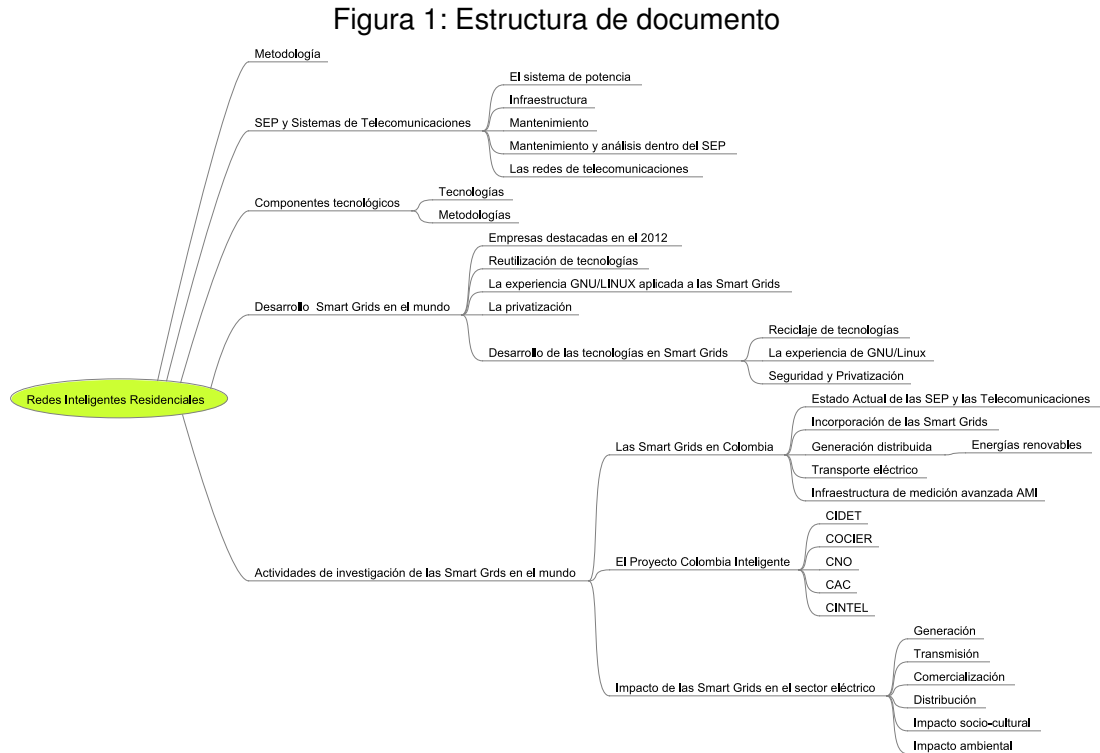 Figura 1: Estructura de documento
Metodología
SEP y Sistemas de Telecomunicaciones
El sistema de potencia
Infraestructura
Mantenimiento
Mantenimiento y análisis dentro del SEP
Las redes de telecomunicaciones
Componentes tecnológicos
Tecnologías
Metodologías
Desarrollo Smart Grids en el mundo
Empresas destacadas en el 2012
Reutilización de tecnologías
La experiencia GNU/LINUX aplicada a las Smart Grids
La privatización
Desarrollo de las tecnologías en Smart Grids
Reciclaje de tecnologías
La experiencia de GNU/Linux
Seguridad y Privatización
Redes Inteligentes Residenciales
Actividades de investigación de las Smart Grds en el mundo
Las Smart Grids en Colombia
Estado Actual de las SEP y las Telecomunicaciones
Incorporación de las Smart Grids
Generación distribuida
Energías renovables
Transporte eléctrico
Infraestructura de medición avanzada AMI
El Proyecto Colombia Inteligente
CIDET
COCIER
CNO
CAC
CINTEL
Impacto de las Smart Grids en el sector eléctrico
Generación
Transmisión
Comercialización
Distribución
Impacto socio-cultural
Impacto ambiental